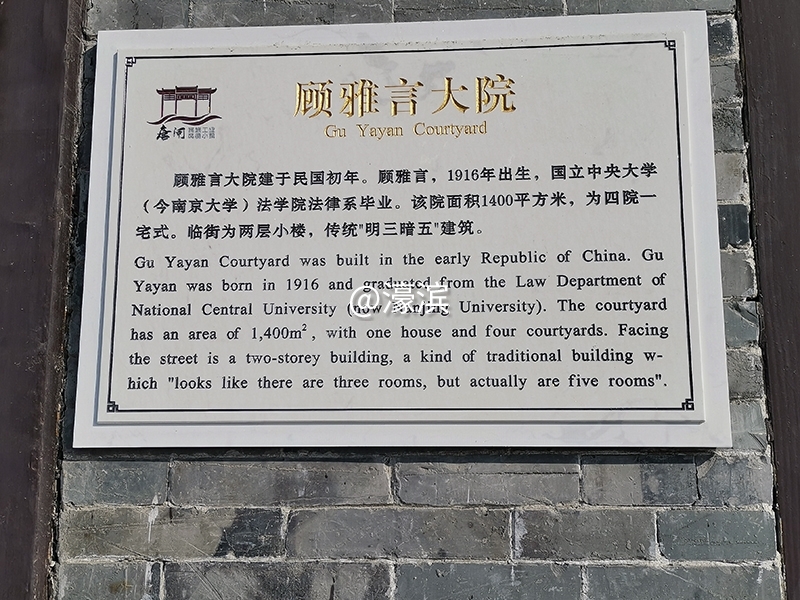 顾雅言大院
Gu Yayan Courtyard
唐闸
顾雅言大院建于民国初年。顾雅言，1916年出生，国立中央大学
（今南京大学）法学院法律系毕业。该院面积1400平方米，为四院一
宅式。临街为两层小楼，传统"明三暗五"建筑。
Gu Yayan Courtyard was built in the early Republic of China. Gu
Yayan was born in 1916 and graduated from the Law Department of
National Central University (now Nanjing University). The courtyard
has an area of 1,400m², with one house and four courtyards. Facing
the street is a two-storey building, a kind of traditional building w-
hich "looks like there are three rooms, but actually are five rooms".
@濠滨